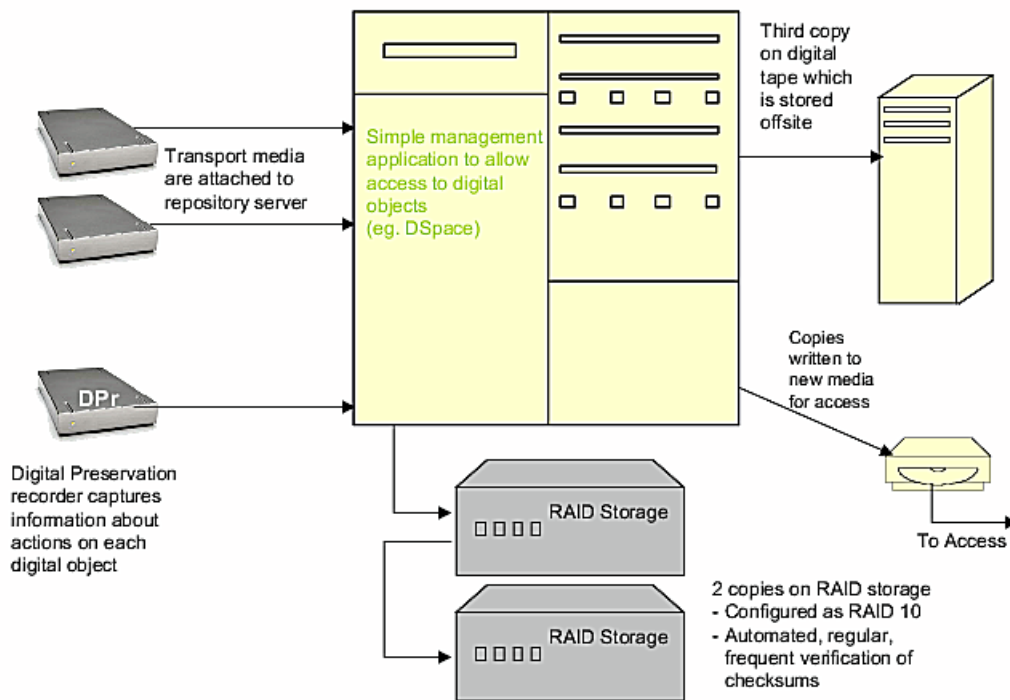 Third copy
on digital
tape which
is stored
offsite
Transport media
are attached to
repository server
Simple management
application to allow
access to digital
objects
(eg. DSpace)
Copies
written to
new media
for access
DPr
Digital Preservation
recorder captures
information about
actions on each
digital object
RAID Storage
To Access
RAID Storage
2 copies on RAID storage
- Configured as RAID 10
- Automated, regular,
frequent verification of
checksums